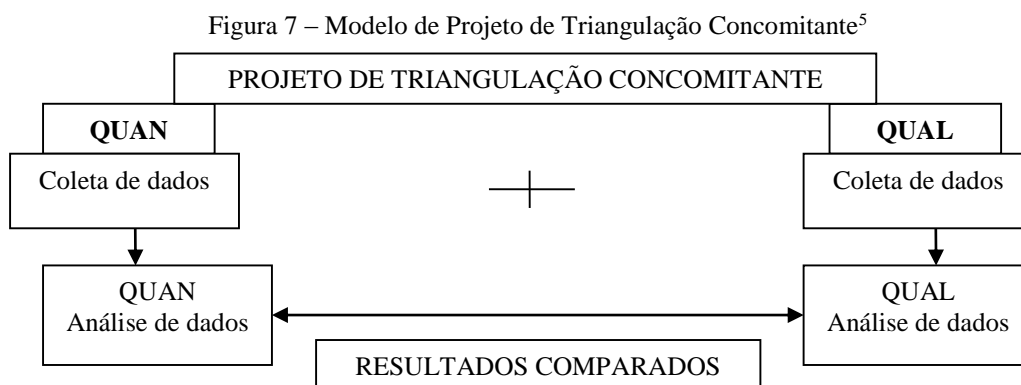 Figura 7 – Modelo de Projeto de Triangulação Concomitante⁵
PROJETO DE TRIANGULAÇÃO CONCOMITANTE
QUAN
QUAL
Coleta de dados
Coleta de dados
QUAN
Análise de dados
QUAL
Análise de dados
RESULTADOS COMPARADOS